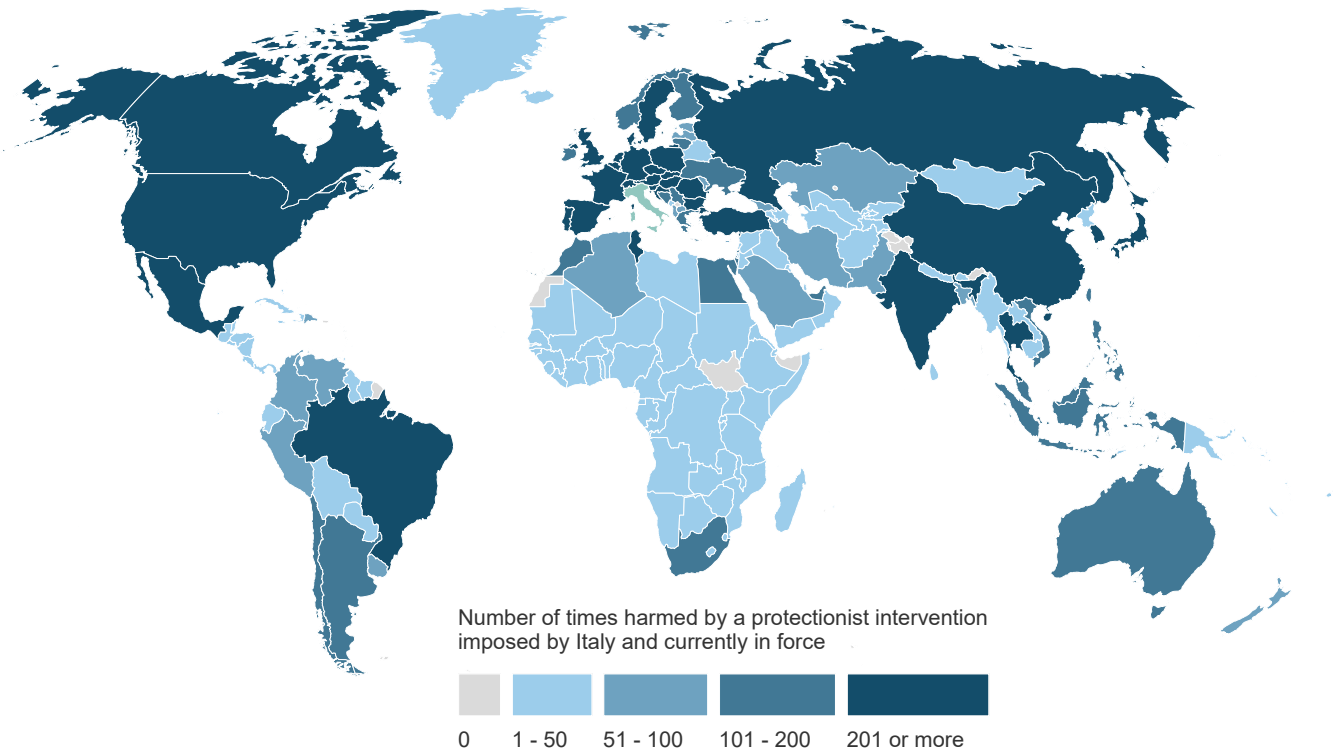 Number of times harmed by a protectionist intervention
imposed by Italy and currently in force
0 1 - 50 51 - 100 101 - 200 201 or more